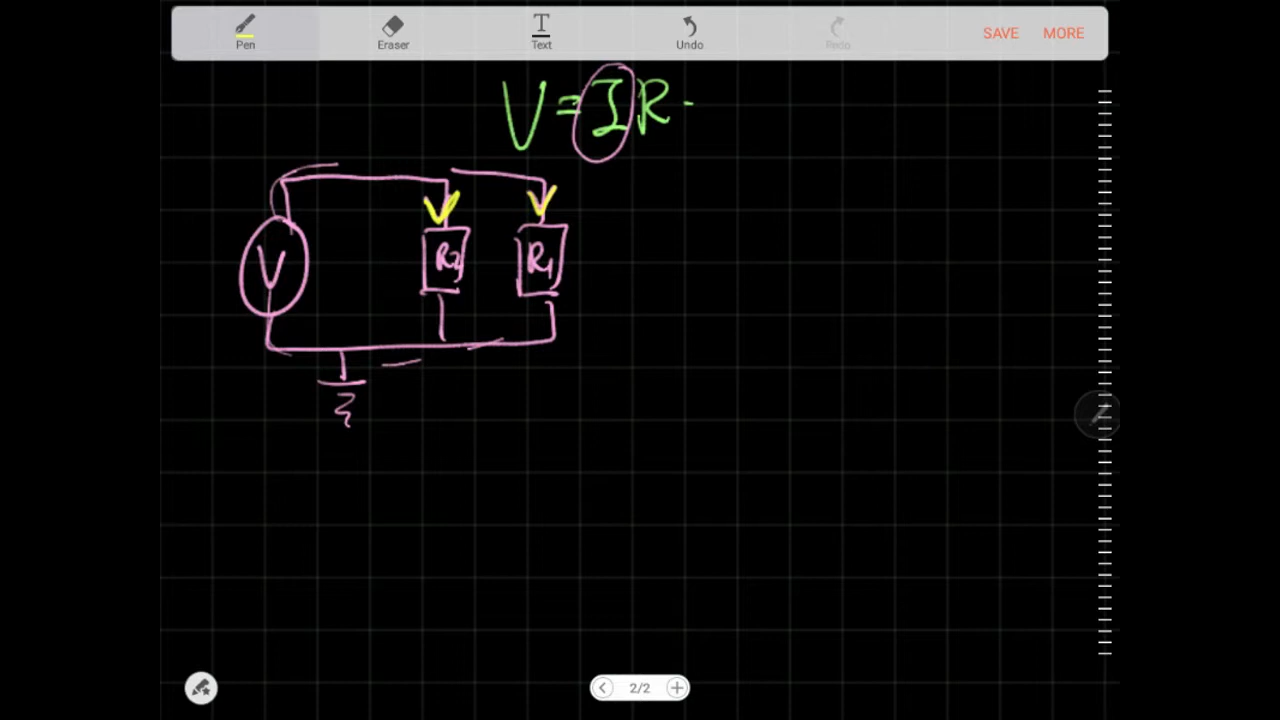 Pen Eraser Text Undo Redo SAVE MORE
V = IR
V R2 R1
2/2